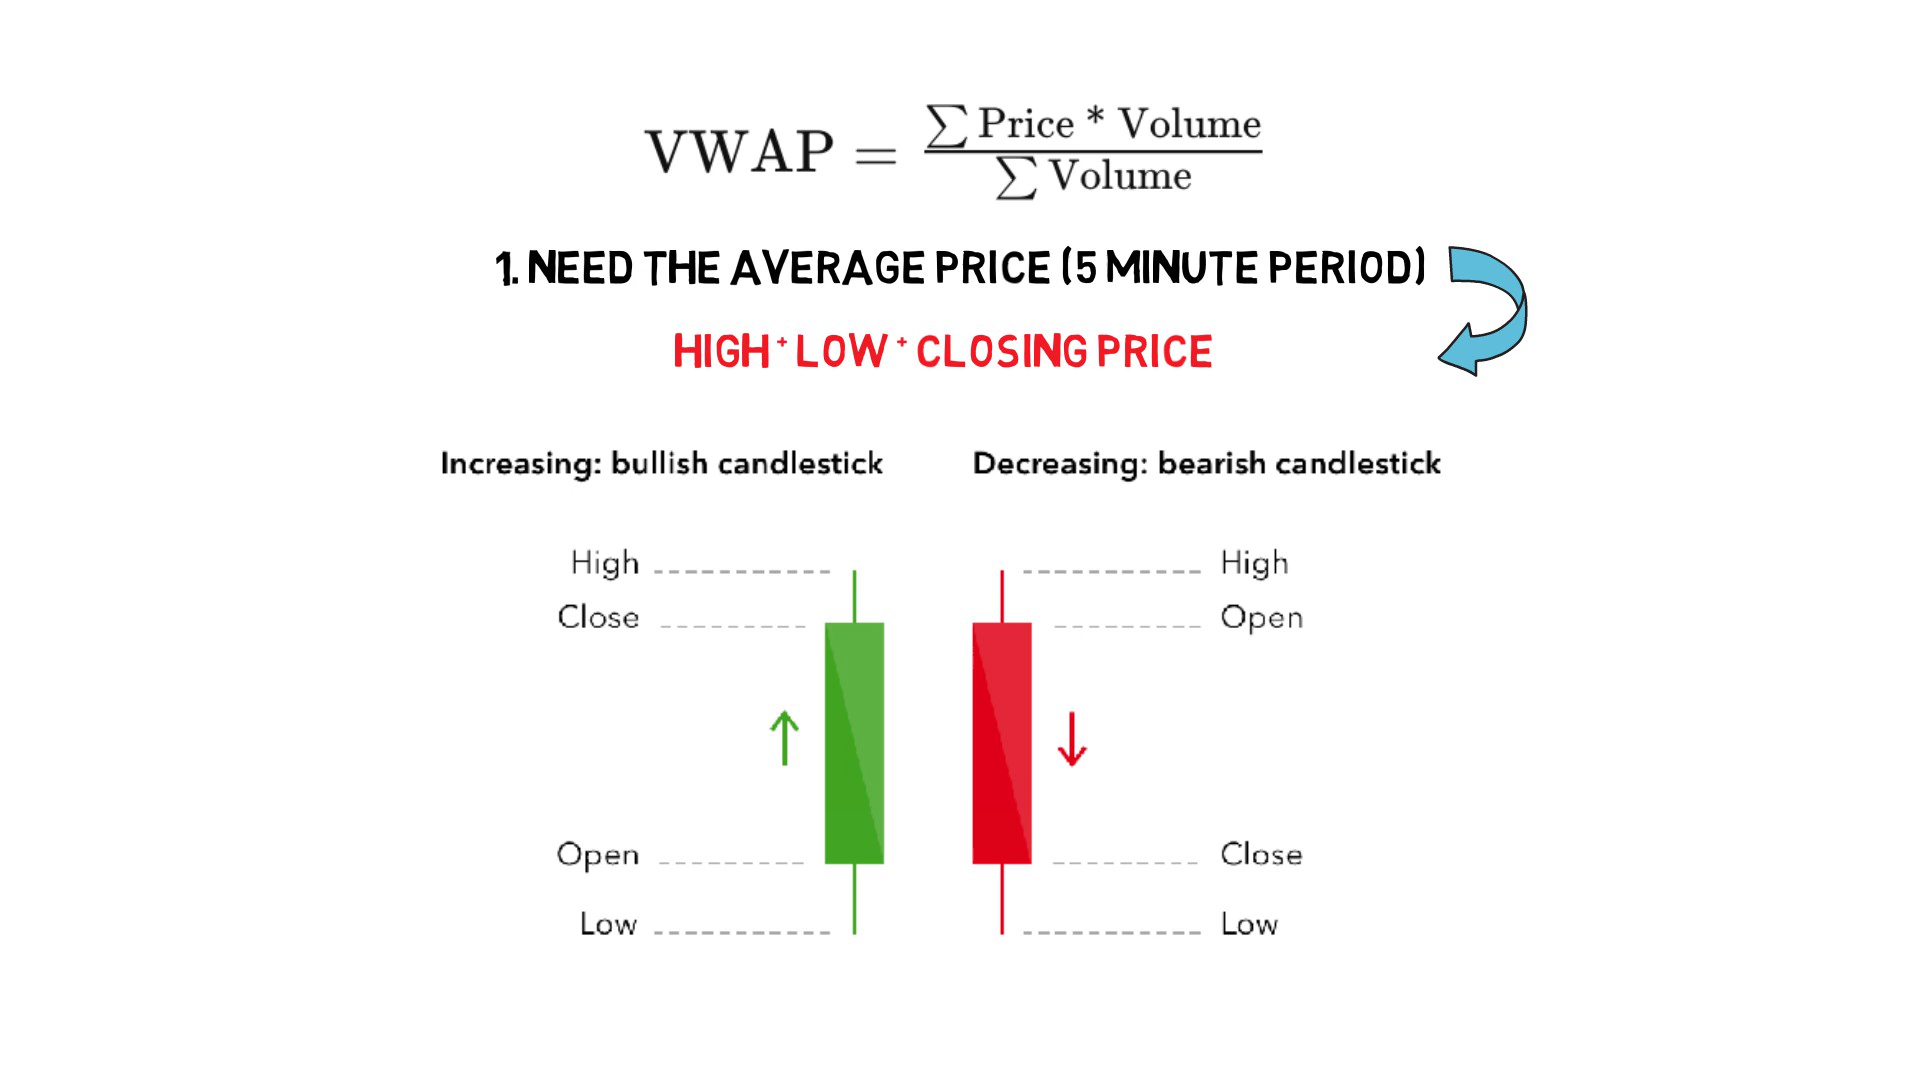 VWAP = ∑ Price * Volume / ∑ Volume
1. NEED THE AVERAGE PRICE (5 MINUTE PERIOD)
HIGH + LOW + CLOSING PRICE
Increasing: bullish candlestick Decreasing: bearish candlestick
High High
Close Open
Open Close
Low Low